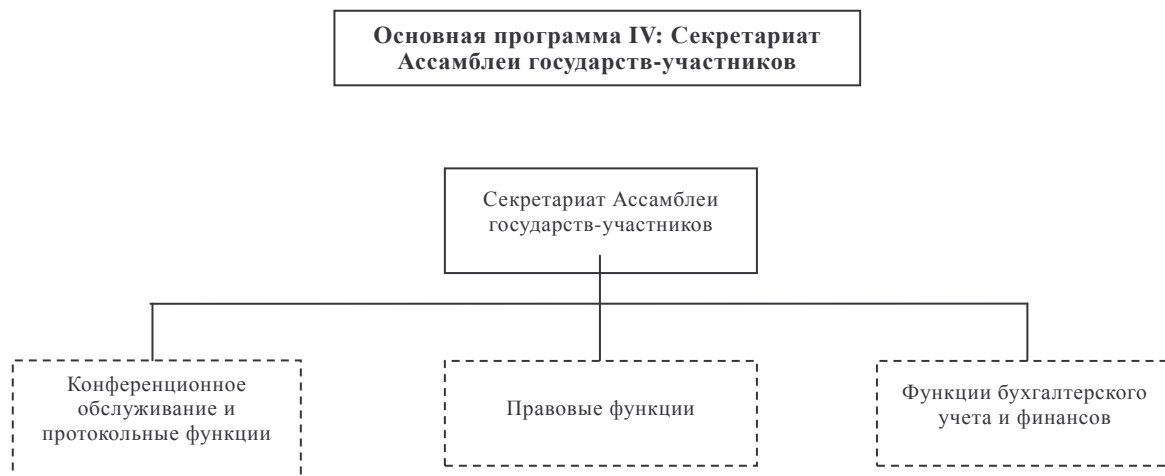 Основная программа IV: Секретариат
Ассамблеи государств-участников
Секретариат Ассамблеи
государств-участников
Конференционное
обслуживание и
протокольные функции
Правовые функции
Функции бухгалтерского
учета и финансов